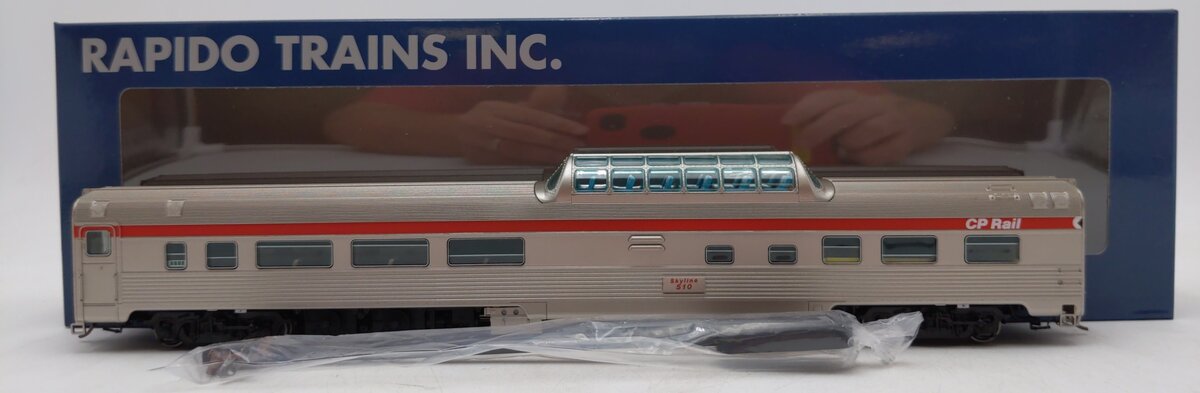 RAPIDO TRAINS INC.
CP Rail
Skyline
510